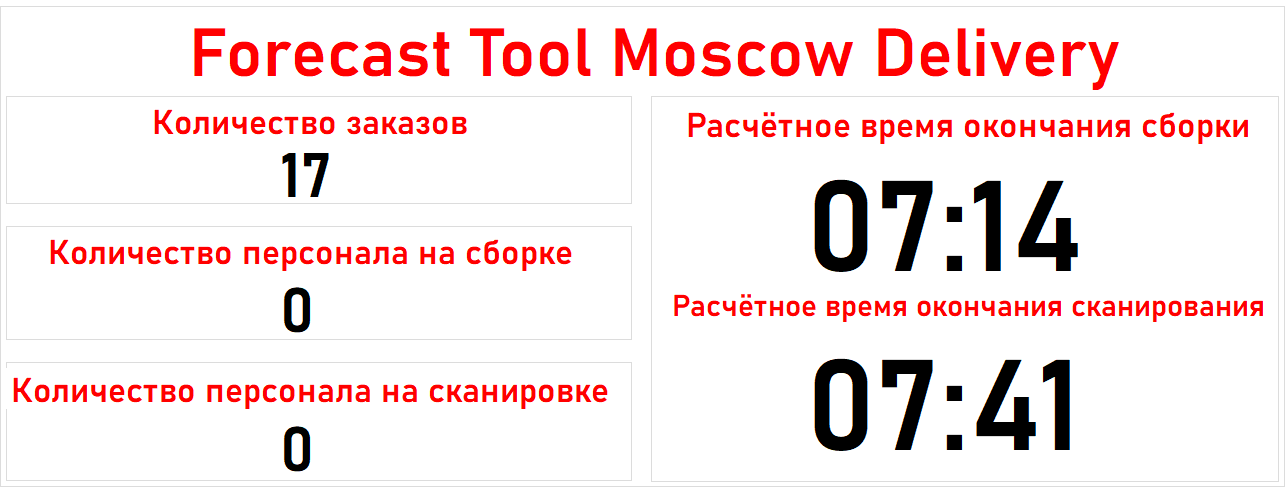 Forecast Tool Moscow Delivery
Количество заказов
17
Количество персонала на сборке
0
Количество персонала на сканировке
0
Расчётное время окончания сборки
07:14
Расчётное время окончания сканирования
07:41